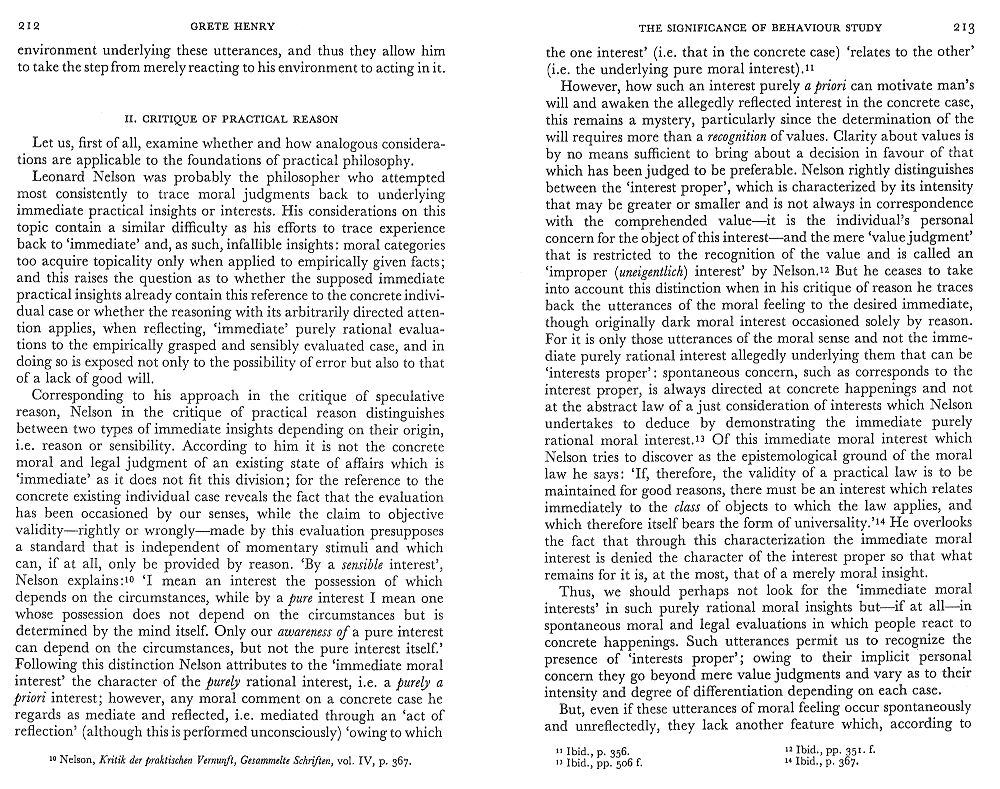 212
GRETE HENRY
environment underlying these utterances, and thus they allow him
to take the step from merely reacting to his environment to acting in it.
II. CRITIQUE OF PRACTICAL REASON
Let us, first of all, examine whether and how analogous considera-
tions are applicable to the foundations of practical philosophy.
Leonard Nelson was probably the philosopher who attempted
most consistently to trace moral judgments back to underlying
immediate practical insights or interests. His considerations on this
topic contain a similar difficulty as his efforts to trace experience
back to ‘immediate’ and, as such, infallible insights: moral categories
too acquire topicality only when applied to empirically given facts;
and this raises the question as to whether the supposed immediate
practical insights already contain this reference to the concrete indivi-
dual case or whether the reasoning with its arbitrarily directed atten-
tion applies, when reflecting, ‘immediate’ purely rational evalua-
tions to the empirically grasped and sensibly evaluated case, and in
doing so is exposed not only to the possibility of error but also to that
of a lack of good will.
Corresponding to his approach in the critique of speculative
reason, Nelson in the critique of practical reason distinguishes
between two types of immediate insights depending on their origin,
i.e. reason or sensibility. According to him it is not the concrete
moral and legal judgment of an existing state of affairs which is
‘immediate’ as it does not fit this division; for the reference to the
concrete existing individual case reveals the fact that the evaluation
has been occasioned by our senses, while the claim to objective
validity—rightly or wrongly—made by this evaluation presupposes
a standard that is independent of momentary stimuli and which
can, if at all, only be provided by reason. ‘By a sensible interest’,
Nelson explains:10 ‘I mean an interest the possession of which
depends on the circumstances, while by a pure interest I mean one
whose possession does not depend on the circumstances but is
determined by the mind itself. Only our awareness of a pure interest
can depend on the circumstances, but not the pure interest itself.’
Following this distinction Nelson attributes to the ‘immediate moral
interest’ the character of the purely rational interest, i.e. a purely a
priori interest; however, any moral comment on a concrete case he
regards as mediate and reflected, i.e. mediated through an ‘act of
reflection’ (although this is performed unconsciously) ‘owing to which
10 Nelson, Kritik der praktischen Vernunft, Gesammelte Schriften, vol. IV, p. 367.
THE SIGNIFICANCE OF BEHAVIOUR STUDY
213
the one interest’ (i.e. that in the concrete case) ‘relates to the other’
(i.e. the underlying pure moral interest).11
However, how such an interest purely a priori can motivate man’s
will and awaken the allegedly reflected interest in the concrete case,
this remains a mystery, particularly since the determination of the
will requires more than a recognition of values. Clarity about values is
by no means sufficient to bring about a decision in favour of that
which has been judged to be preferable. Nelson rightly distinguishes
between the ‘interest proper’, which is characterized by its intensity
that may be greater or smaller and is not always in correspondence
with the comprehended value—it is the individual’s personal
concern for the object of this interest—and the mere ‘value judgment’
that is restricted to the recognition of the value and is called an
‘improper (uneigentlich) interest’ by Nelson.12 But he ceases to take
into account this distinction when in his critique of reason he traces
back the utterances of the moral feeling to the desired immediate,
though originally dark moral interest occasioned solely by reason.
For it is only those utterances of the moral sense and not the imme-
diate purely rational interest allegedly underlying them that can be
‘interests proper’: spontaneous concern, such as corresponds to the
interest proper, is always directed at concrete happenings and not
at the abstract law of a just consideration of interests which Nelson
undertakes to deduce by demonstrating the immediate purely
rational moral interest.13 Of this immediate moral interest which
Nelson tries to discover as the epistemological ground of the moral
law he says: ‘If, therefore, the validity of a practical law is to be
maintained for good reasons, there must be an interest which relates
immediately to the class of objects to which the law applies, and
which therefore itself bears the form of universality.’14 He overlooks
the fact that through this characterization the immediate moral
interest is denied the character of the interest proper so that what
remains for it is, at the most, that of a merely moral insight.
Thus, we should perhaps not look for the ‘immediate moral
interests’ in such purely rational moral insights but—if at all—in
spontaneous moral and legal evaluations in which people react to
concrete happenings. Such utterances permit us to recognize the
presence of ‘interests proper’; owing to their implicit personal
concern they go beyond mere value judgments and vary as to their
intensity and degree of differentiation depending on each case.
But, even if these utterances of moral feeling occur spontaneously
and unreflectedly, they lack another feature which, according to
11 Ibid., p. 356.
12 Ibid., pp. 351. f.
13 Ibid., pp. 506 f.
14 Ibid., p. 367.